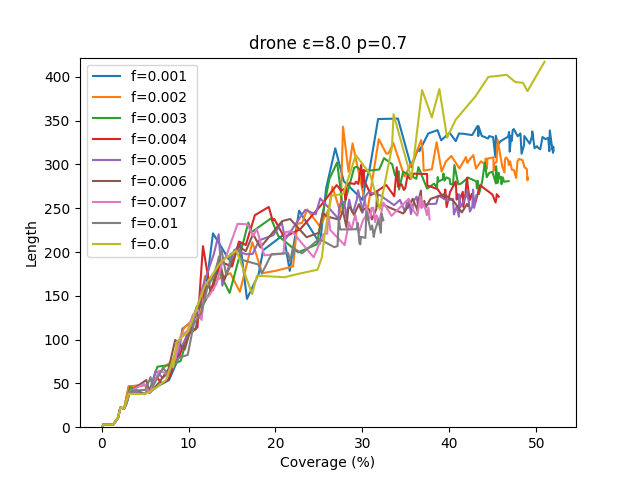 drone ε=8.0 p=0.7
f=0.001
f=0.002
f=0.003
f=0.004
f=0.005
f=0.006
f=0.007
f=0.01
f=0.0
400
350
300
250
200
150
100
50
0
Length
0 10 20 30 40 50
Coverage (%)